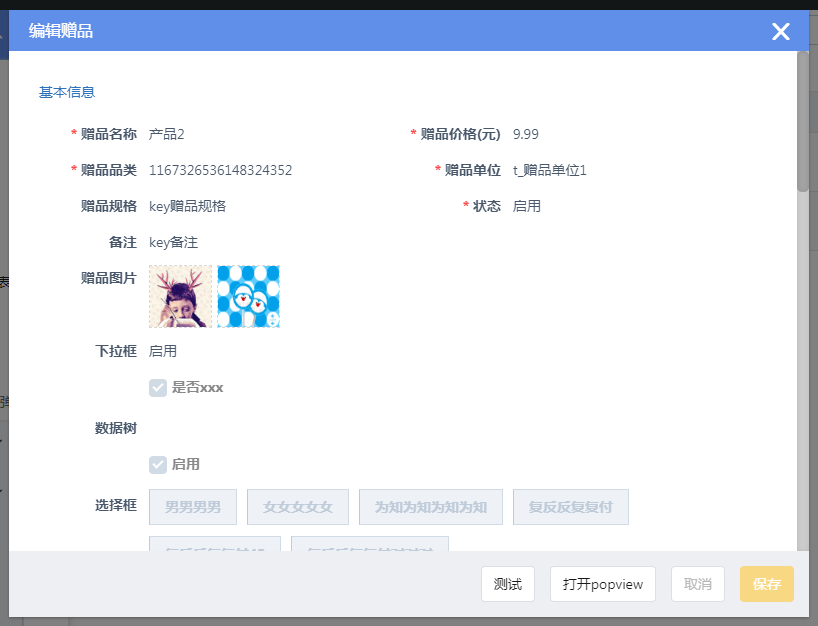 编辑赠品
基本信息
* 赠品名称 产品2 * 赠品价格(元) 9.99
* 赠品品类 1167326536148324352 * 赠品单位 t_赠品单位1
赠品规格 key赠品规格 * 状态 启用
备注 key备注
赠品图片
下拉框 启用
是否xxx
数据树
启用
选择框 男男男男 女女女女女 为知为知为知为知 复反反复复付
测试 打开popview 取消 保存